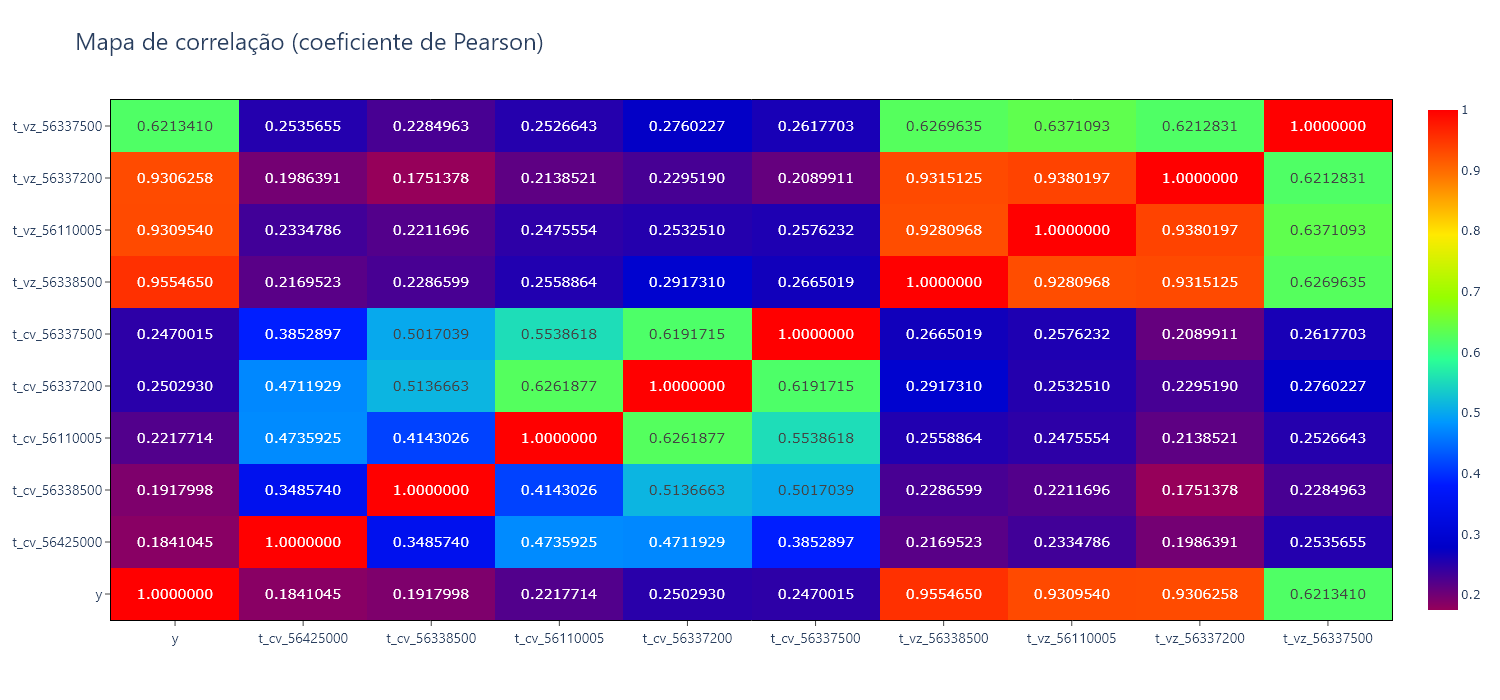 Mapa de correlação (coeficiente de Pearson)
t_vz_56337500 0.6213410 0.2535655 0.2284963 0.2526643 0.2760227 0.2617703 0.6269635 0.6371093 0.6212831 1.0000000
t_vz_56337200 0.9306258 0.1986391 0.1751378 0.2138521 0.2295190 0.2089911 0.9315125 0.9380197 1.0000000 0.6212831
t_vz_56110005 0.9309540 0.2334786 0.2211696 0.2475554 0.2532510 0.2576232 0.9280968 1.0000000 0.9380197 0.6371093
t_vz_56338500 0.9554650 0.2169523 0.2286599 0.2558864 0.2917310 0.2665019 1.0000000 0.9280968 0.9315125 0.6269635
t_cv_56337500 0.2470015 0.3852897 0.5017039 0.5538618 0.6191715 1.0000000 0.2665019 0.2576232 0.2089911 0.2617703
t_cv_56337200 0.2502930 0.4711929 0.5136663 0.6261877 1.0000000 0.6191715 0.2917310 0.2532510 0.2295190 0.2760227
t_cv_56110005 0.2217714 0.4735925 0.4143026 1.0000000 0.6261877 0.5538618 0.2558864 0.2475554 0.2138521 0.2526643
t_cv_56338500 0.1917998 0.3485740 1.0000000 0.4143026 0.5136663 0.5017039 0.2286599 0.2211696 0.1751378 0.2284963
t_cv_56425000 0.1841045 1.0000000 0.3485740 0.4735925 0.4711929 0.3852897 0.2169523 0.2334786 0.1986391 0.2535655
y 1.0000000 0.1841045 0.1917998 0.2217714 0.2502930 0.2470015 0.9554650 0.9309540 0.9306258 0.6213410
y t_cv_56425000 t_cv_56338500 t_cv_56110005 t_cv_56337200 t_cv_56337500 t_vz_56338500 t_vz_56110005 t_vz_56337200 t_vz_56337500
1
0.9
0.8
0.7
0.6
0.5
0.4
0.3
0.2